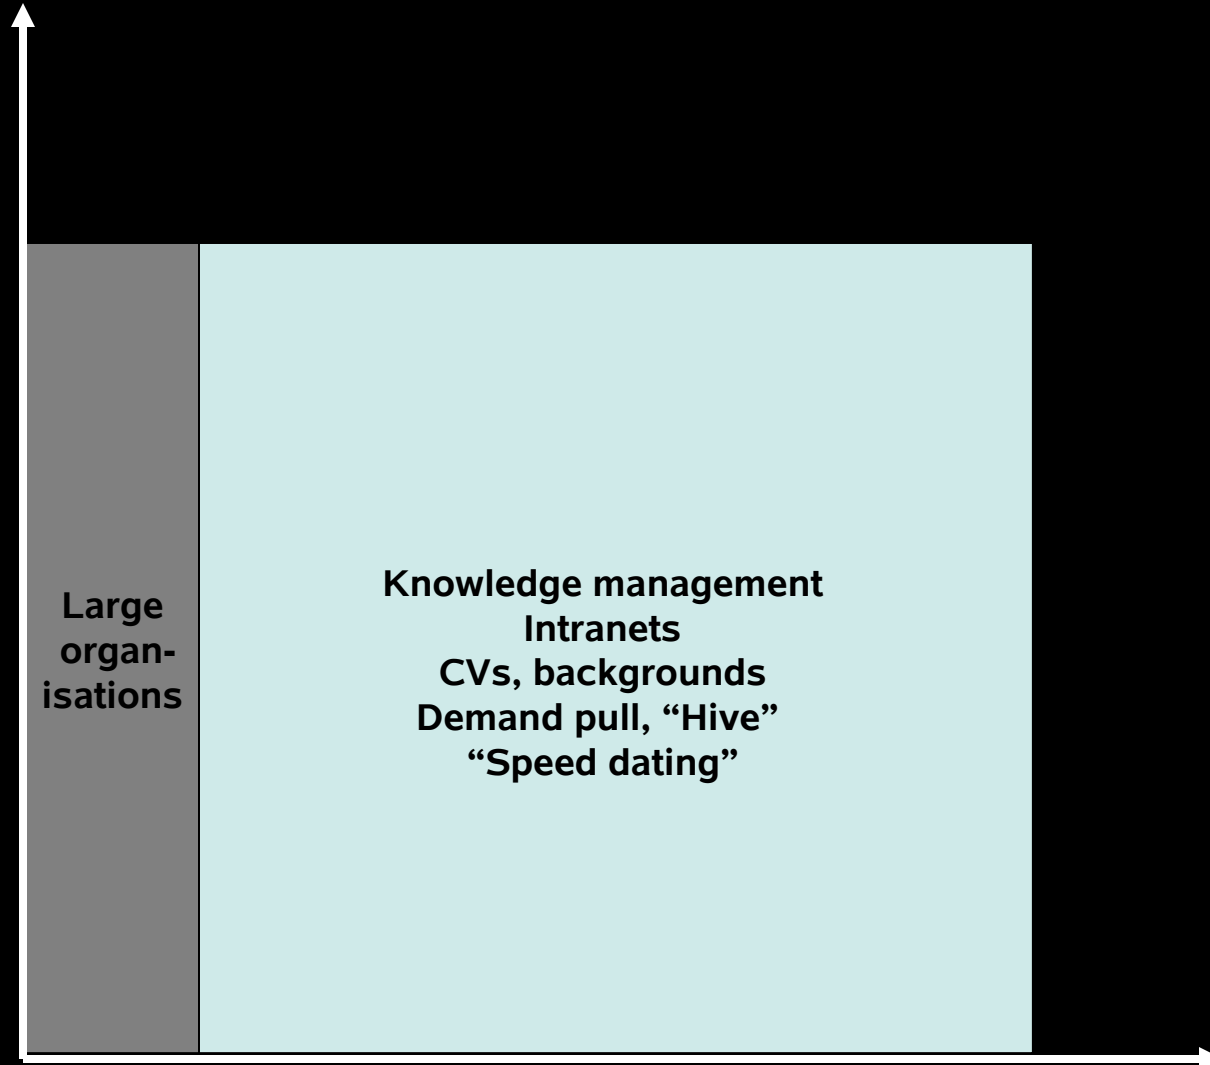 Large
organ-
isations
Knowledge management
Intranets
CVs, backgrounds
Demand pull, “Hive”
“Speed dating”